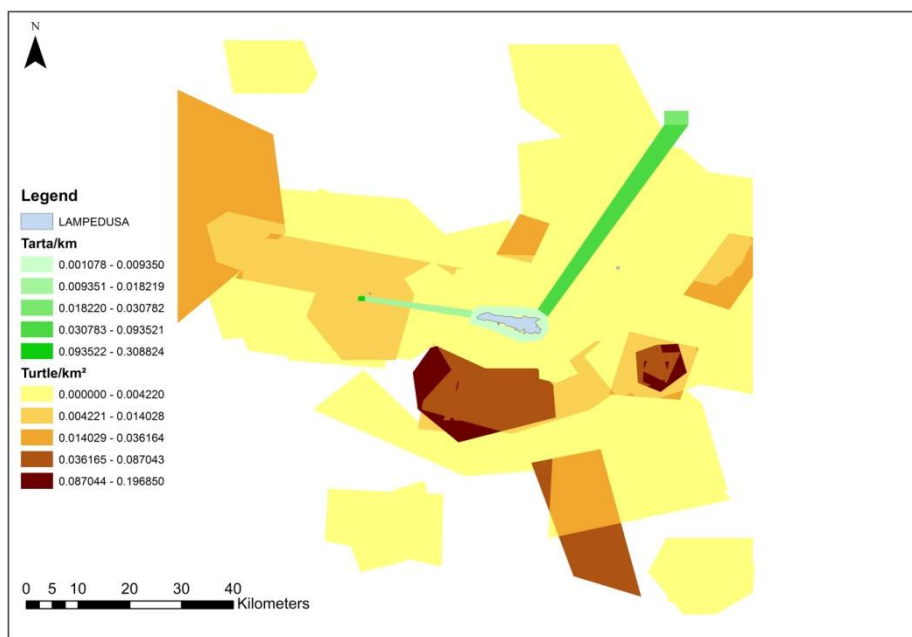 N
Legend
LAMPEDUSA
Tarta/km
0.001078 - 0.009350
0.009351 - 0.018219
0.018220 - 0.030782
0.030783 - 0.093521
0.093522 - 0.308824
Turtle/km²
0.000000 - 0.004220
0.004221 - 0.014028
0.014029 - 0.036164
0.036165 - 0.087043
0.087044 - 0.196850
0 5 10 20 30 40
Kilometers